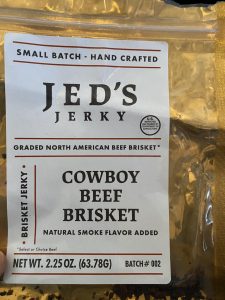 SMALL BATCH - HAND CRAFTED
JED'S
JERKY
GRADED NORTH AMERICAN BEEF BRISKET*
• BRISKET JERKY •
COWBOY
BEEF
BRISKET
NATURAL SMOKE FLAVOR ADDED
*Select or Choice Beef
NET WT. 2.25 OZ. (63.78G)
BATCH # 002